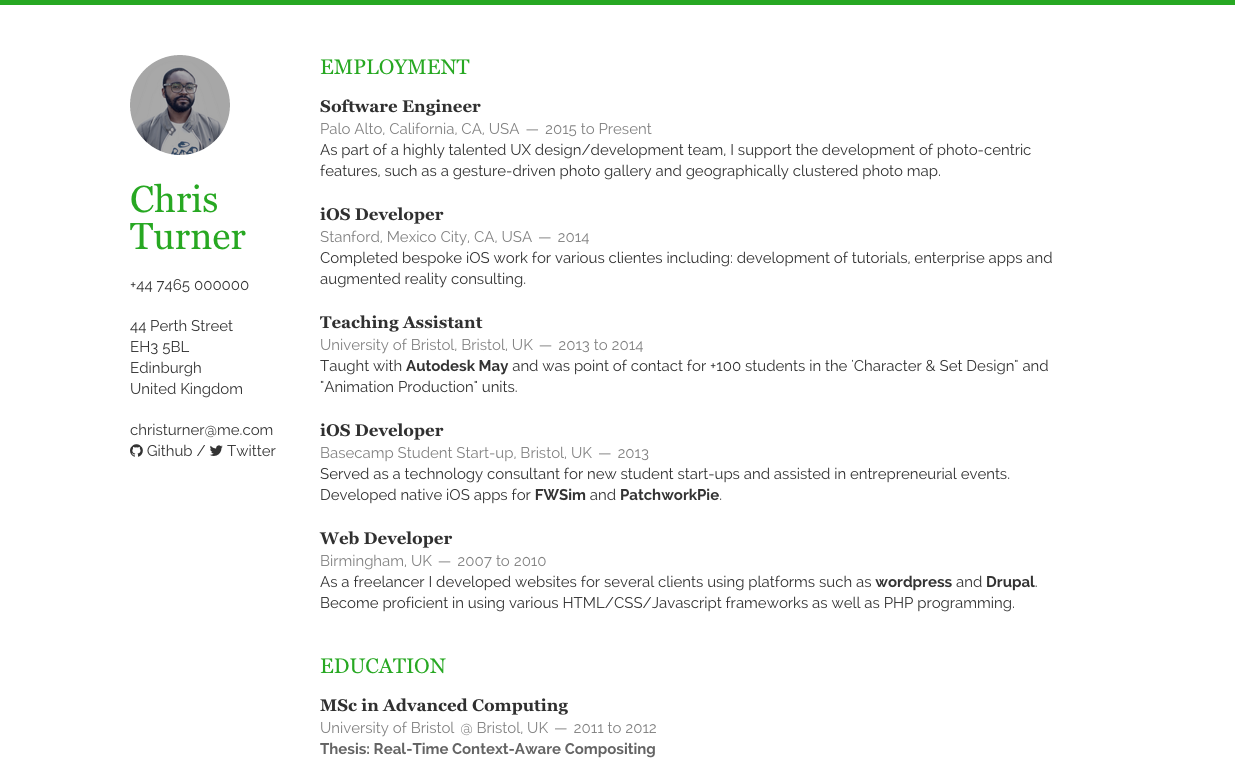 Chris
Turner
+44 7465 000000
44 Perth Street
EH3 5BL
Edinburgh
United Kingdom
christurner@me.com
Github / Twitter
EMPLOYMENT
Software Engineer
Palo Alto, California, CA, USA — 2015 to Present
As part of a highly talented UX design/development team, I support the development of photo-centric
features, such as a gesture-driven photo gallery and geographically clustered photo map.
iOS Developer
Stanford, Mexico City, CA, USA — 2014
Completed bespoke iOS work for various clientes including: development of tutorials, enterprise apps and
augmented reality consulting.
Teaching Assistant
University of Bristol, Bristol, UK — 2013 to 2014
Taught with Autodesk May and was point of contact for +100 students in the 'Character & Set Design" and
"Animation Production" units.
iOS Developer
Basecamp Student Start-up, Bristol, UK — 2013
Served as a technology consultant for new student start-ups and assisted in entrepreneurial events.
Developed native iOS apps for FWSim and PatchworkPie.
Web Developer
Birmingham, UK — 2007 to 2010
As a freelancer I developed websites for several clients using platforms such as wordpress and Drupal.
Become proficient in using various HTML/CSS/Javascript frameworks as well as PHP programming.
EDUCATION
MSc in Advanced Computing
University of Bristol @ Bristol, UK — 2011 to 2012
Thesis: Real-Time Context-Aware Compositing